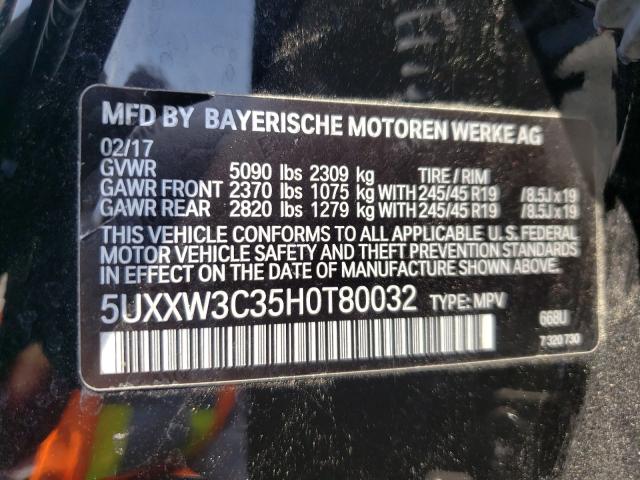 MFD BY BAYERISCHE MOTOREN WERKE AG
02/17
GVWR 5090 lbs 2309 kg TIRE / RIM
GAWR FRONT 2370 lbs 1075 kg WITH 245/45 R19 /8.5J x 19
GAWR REAR 2820 lbs 1279 kg WITH 245/45 R19 /8.5J x 19
THIS VEHICLE CONFORMS TO ALL APPLICABLE U.S. FEDERAL
MOTOR VEHICLE SAFETY AND THEFT PREVENTION STANDARDS
IN EFFECT ON THE DATE OF MANUFACTURE SHOWN ABOVE.
5UXXW3C35H0T80032 TYPE: MPV
668U
7 320 730